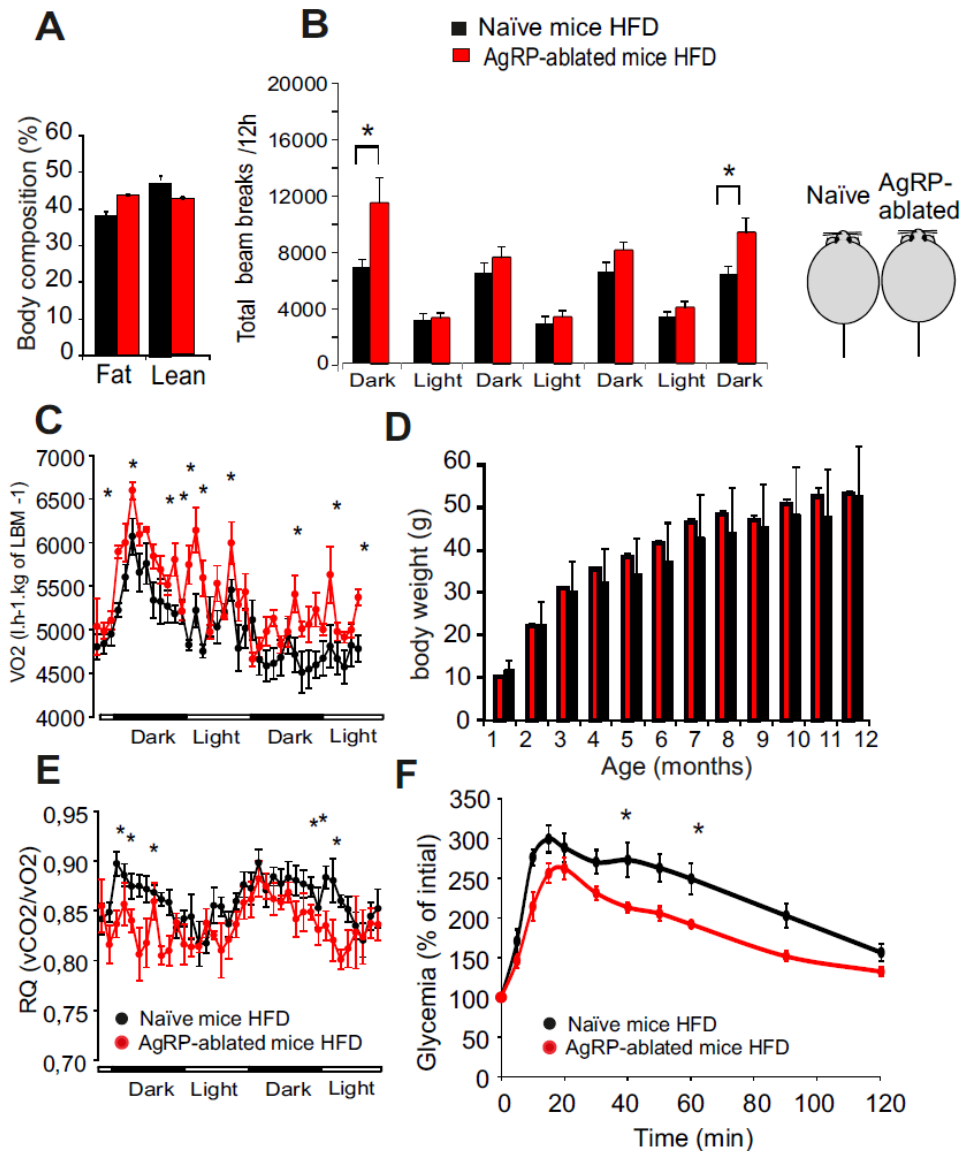 A
B
Naïve mice HFD
AgRP-ablated mice HFD
Body composition (%)
60
50
40
30
20
10
0
Fat Lean
Total beam breaks /12h
20000
16000
12000
8000
4000
0
*
*
Dark Light Dark Light Dark Light Dark
Naïve AgRP-
ablated
C
VO2 (l.h-1.kg of LBM -1)
7000
6500
6000
5500
5000
4500
4000
* * * * * * * * * *
Dark Light Dark Light
D
body weight (g)
60
50
40
30
20
10
0
1 2 3 4 5 6 7 8 9 10 11 12
Age (months)
E
RQ (vCO2/vO2)
0,95
0,90
0,85
0,80
0,75
0,70
* * * * * *
Naïve mice HFD
AgRP-ablated mice HFD
Dark Light Dark Light
F
Glycemia (% of intial)
350
300
250
200
150
100
50
0
* *
Naïve mice HFD
AgRP-ablated mice HFD
0 20 40 60 80 100 120
Time (min)